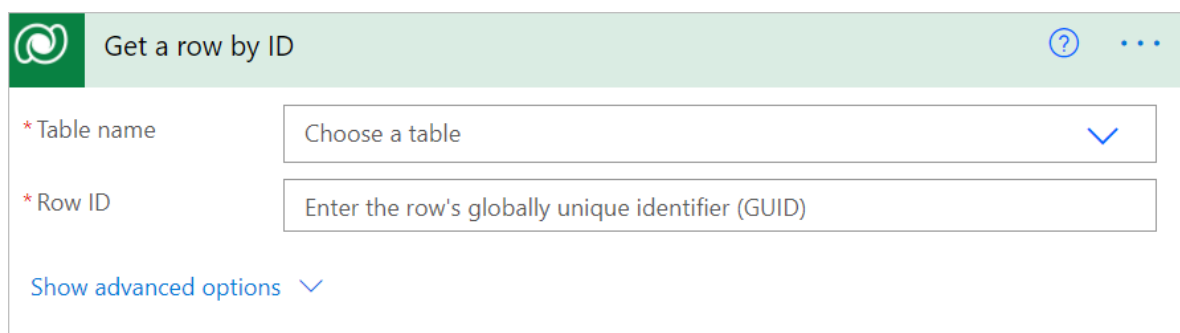 Get a row by ID
* Table name
Choose a table
* Row ID
Enter the row's globally unique identifier (GUID)
Show advanced options